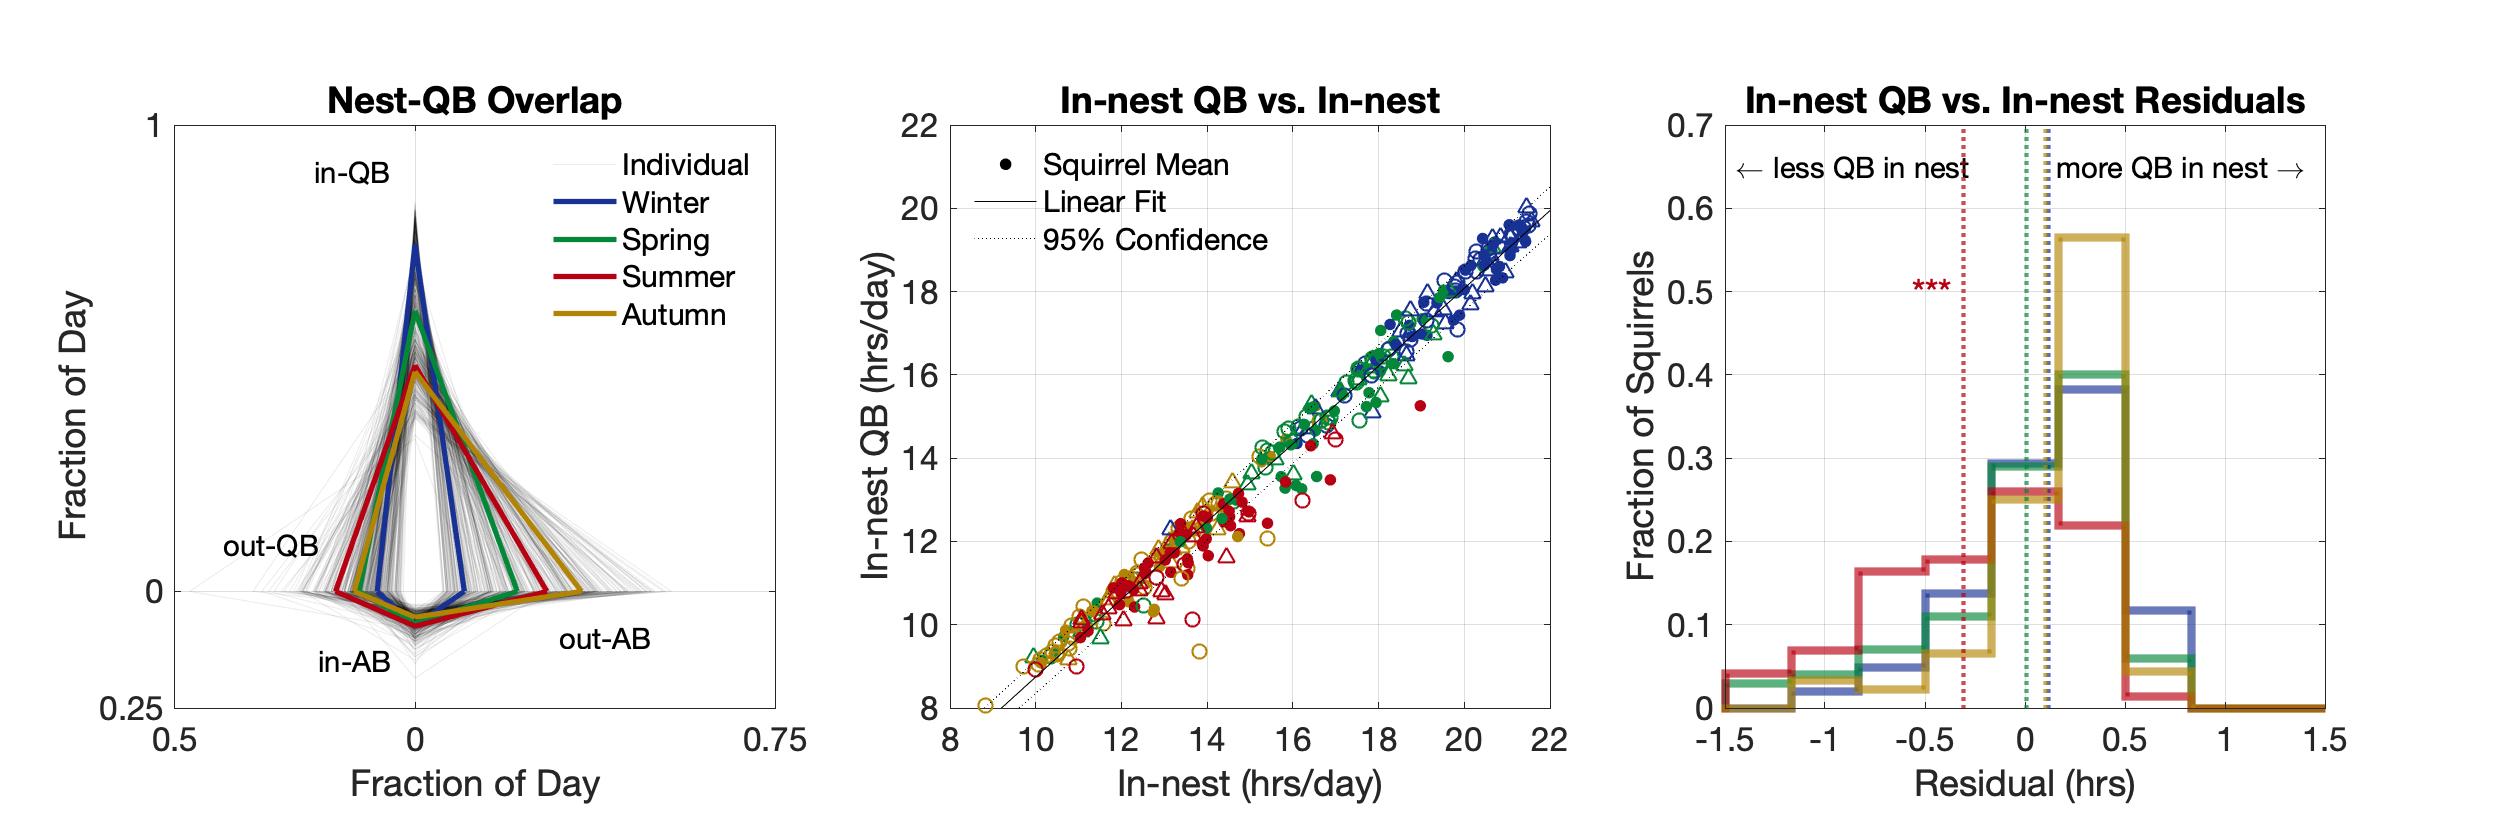 Nest-QB Overlap
1
in-QB
Individual
Winter
Spring
Summer
Autumn
Fraction of Day
out-QB
0
out-AB
in-AB
0.25
0.5 0 0.75
Fraction of Day
In-nest QB vs. In-nest
22
20
18
16
14
12
10
8
Squirrel Mean
Linear Fit
95% Confidence
In-nest QB (hrs/day)
8 10 12 14 16 18 20 22
In-nest (hrs/day)
In-nest QB vs. In-nest Residuals
0.7
0.6
0.5
0.4
0.3
0.2
0.1
0
← less QB in nest
more QB in nest →
***
Fraction of Squirrels
-1.5 -1 -0.5 0 0.5 1 1.5
Residual (hrs)